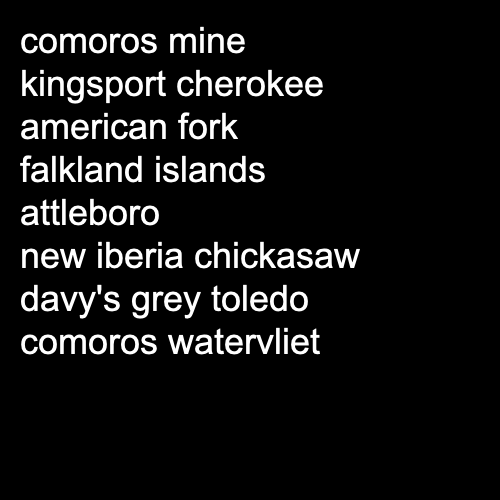 comoros mine
kingsport cherokee
american fork
falkland islands
attleboro
new iberia chickasaw
davy's grey toledo
comoros watervliet